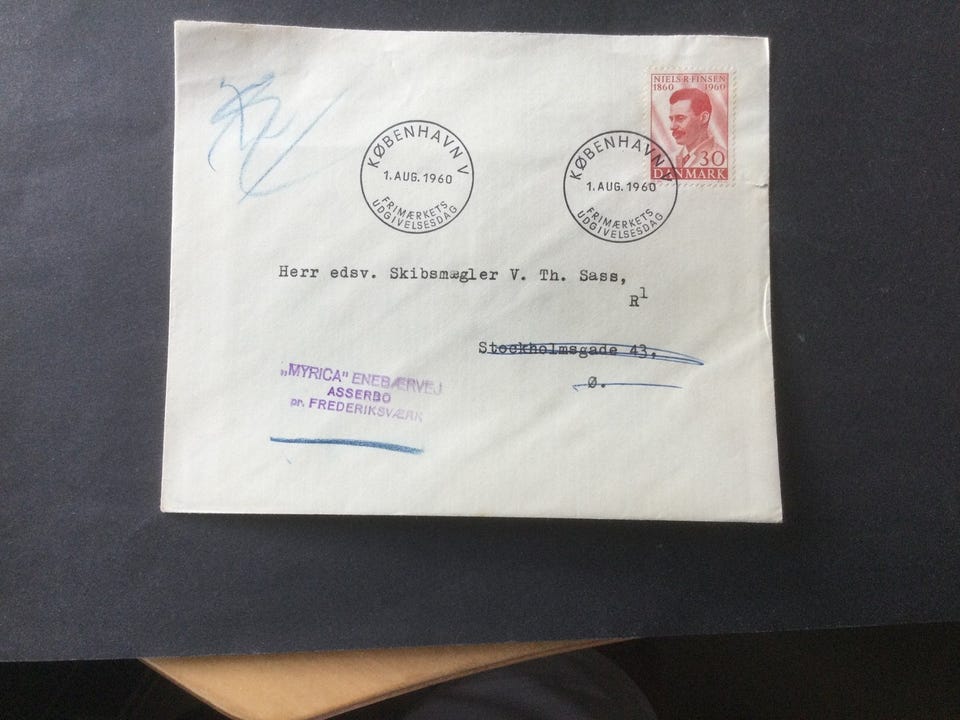 NIELS·R·FINSEN
1860 1960
30
DANMARK
KØBENHAVN V
1. AUG. 1960
FRIMÆRKETS
UDGIVELSESDAG
KØBENHAVN V
1. AUG. 1960
FRIMÆRKETS
UDGIVELSESDAG
Herr edsv. Skibsmægler V. Th. Sass,
R1
Stockholmsgade 43,
Ø.
„MYRICA" ENEBÆRVEJ
ASSERBO
pr. FREDERIKSVÆRK